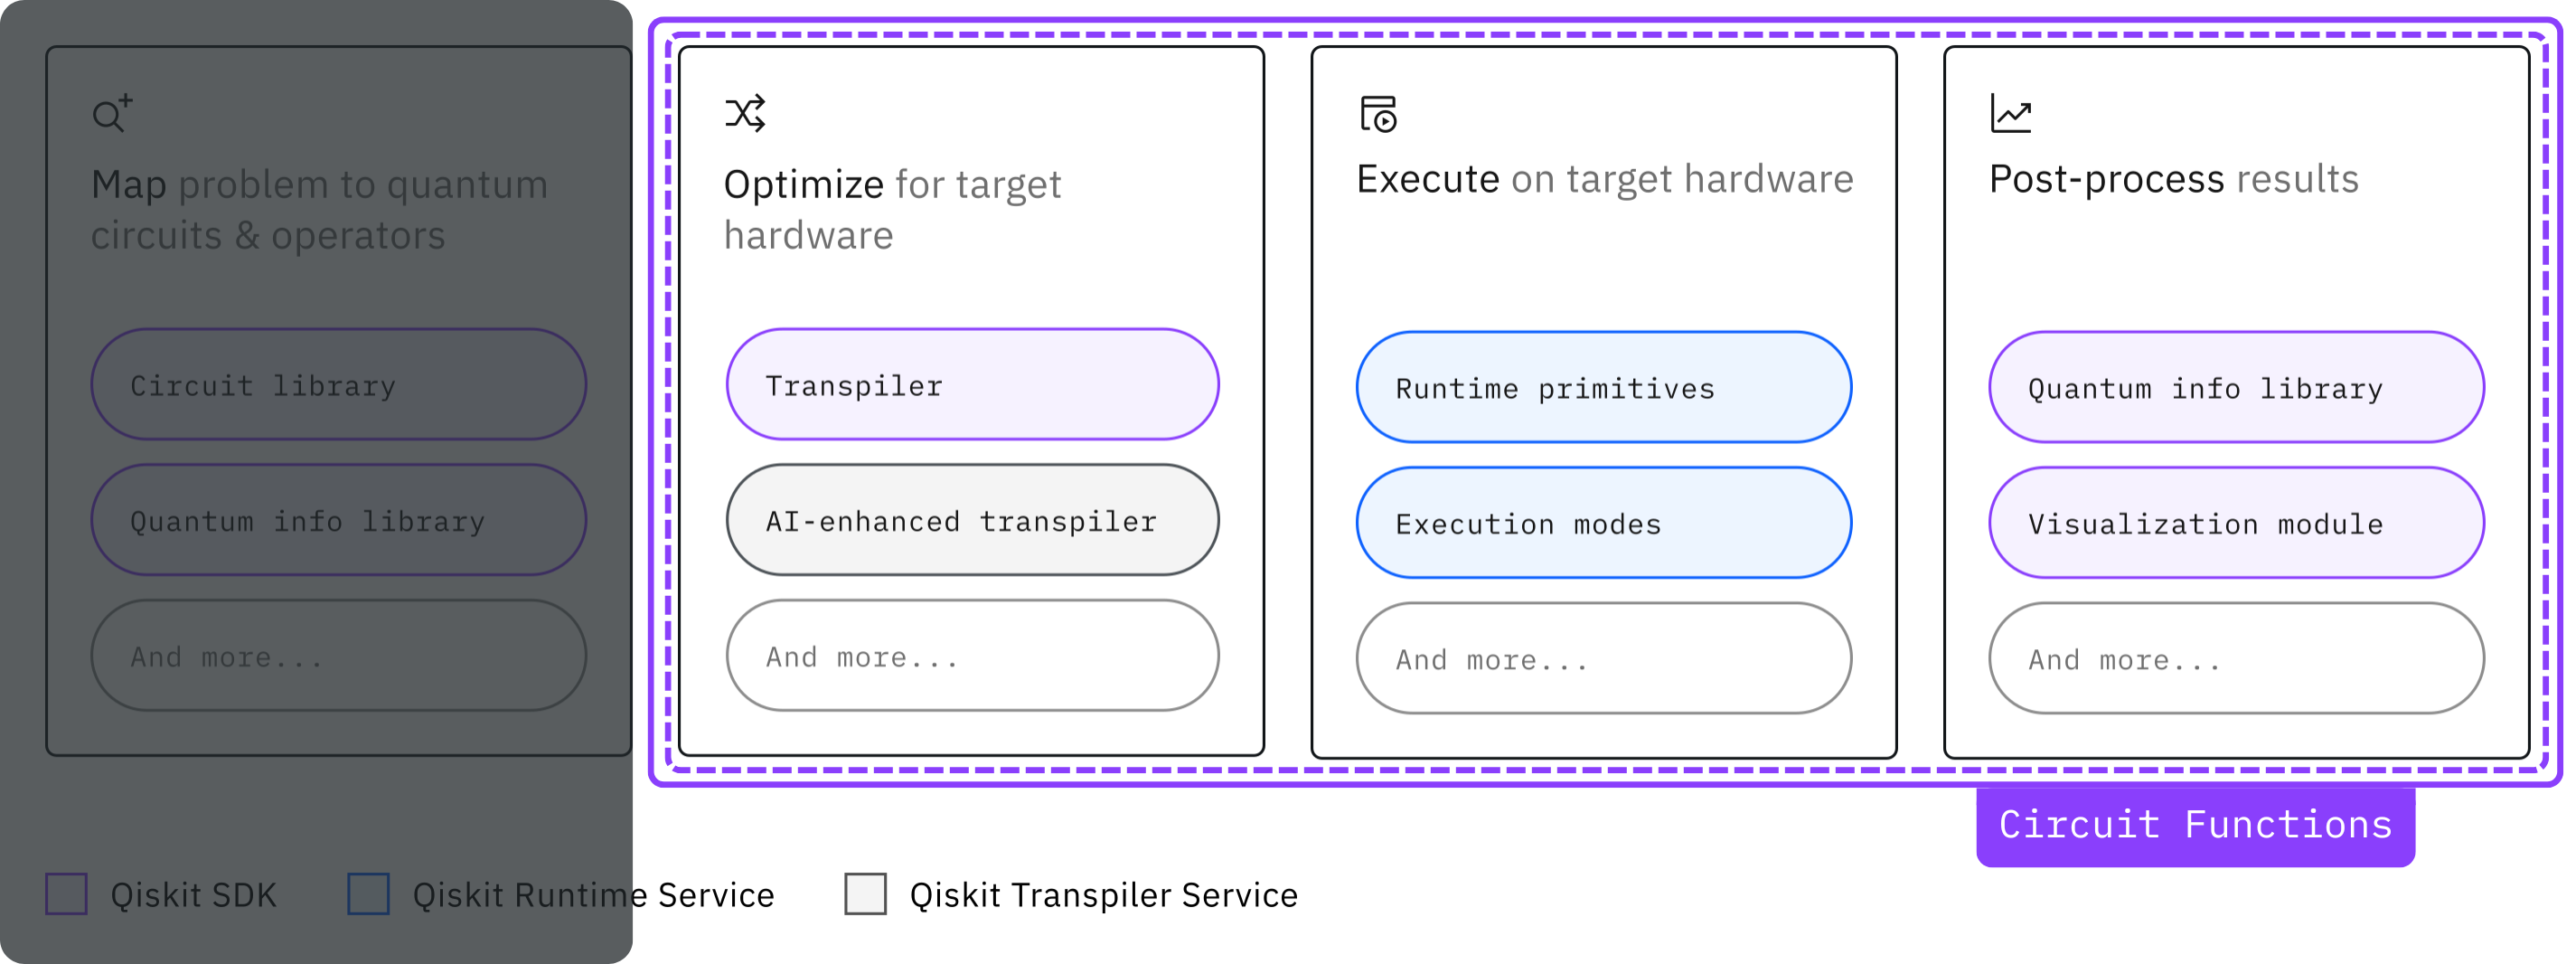 Map problem to quantum
circuits & operators
Circuit library
Quantum info library
And more...
Optimize for target
hardware
Transpiler
AI-enhanced transpiler
And more...
Execute on target hardware
Runtime primitives
Execution modes
And more...
Post-process results
Quantum info library
Visualization module
And more...
Circuit Functions
Qiskit SDK
Qiskit Runtime Service
Qiskit Transpiler Service